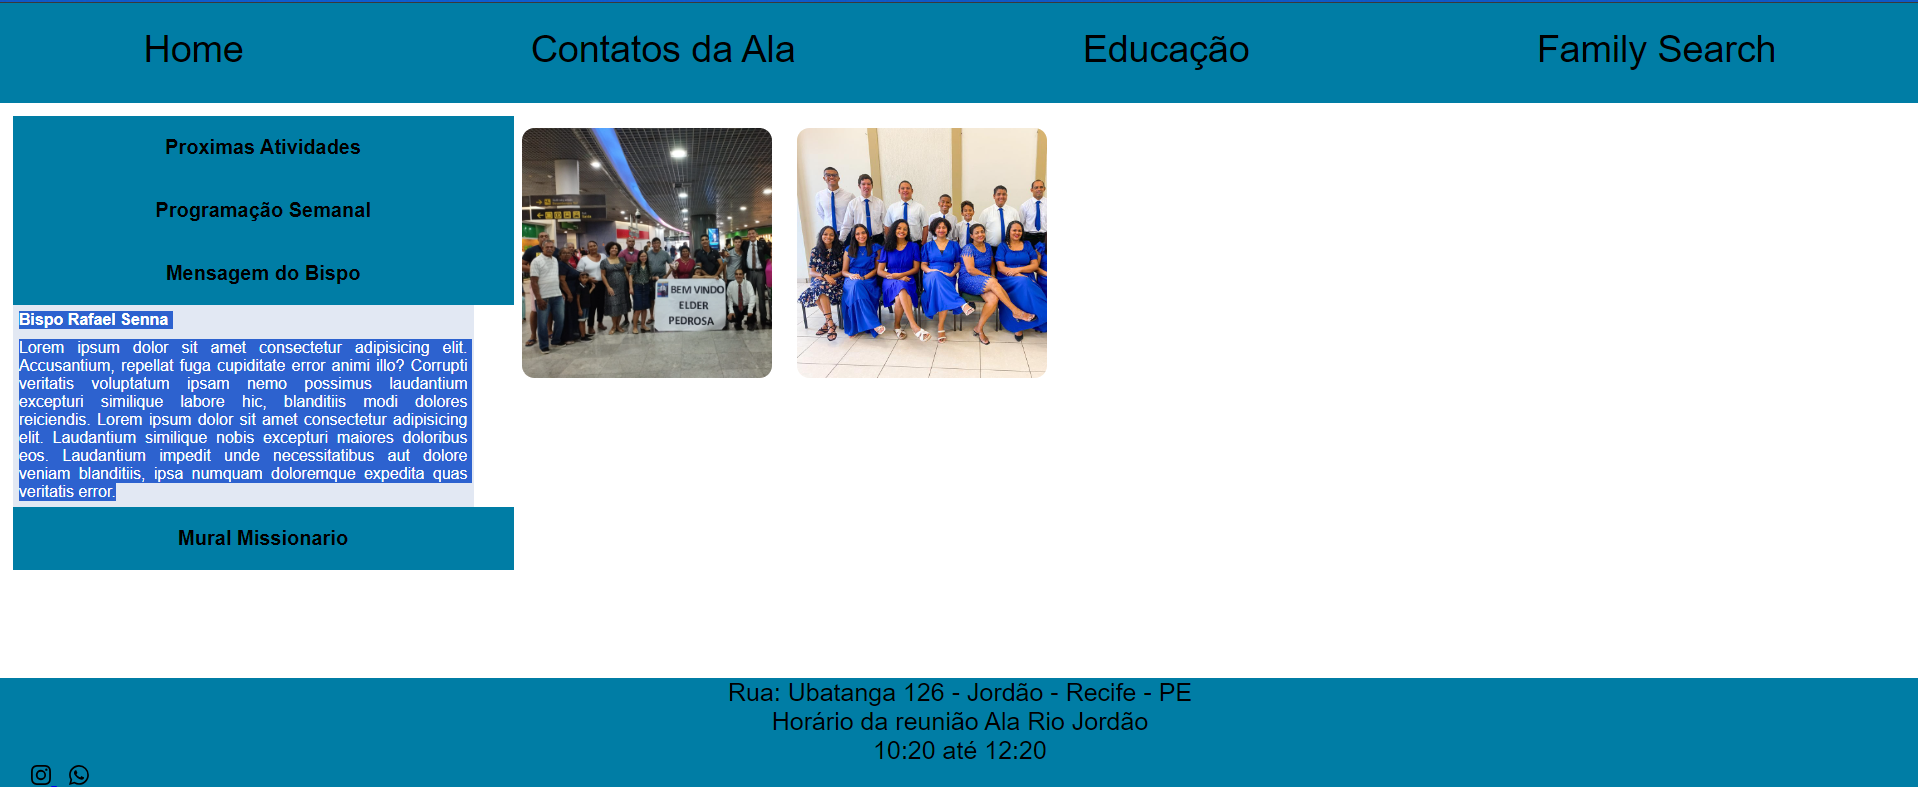 Home Contatos da Ala Educação Family Search
Proximas Atividades
Programação Semanal
Mensagem do Bispo
Bispo Rafael Senna
Lorem ipsum dolor sit amet consectetur adipisicing elit.
Accusantium, repellat fuga cupiditate error animi illo? Corrupti
veritatis voluptatum ipsam nemo possimus laudantium
excepturi similique labore hic, blanditiis modi dolores
reiciendis. Lorem ipsum dolor sit amet consectetur adipisicing
elit. Laudantium similique nobis excepturi maiores doloribus
eos. Laudantium impedit unde necessitatibus aut dolore
veniam blanditiis, ipsa numquam doloremque expedita quas
veritatis error.
Mural Missionario
BEM VINDO
ELDER
PEDROSA
Rua: Ubatanga 126 - Jordão - Recife - PE
Horário da reunião Ala Rio Jordão
10:20 até 12:20